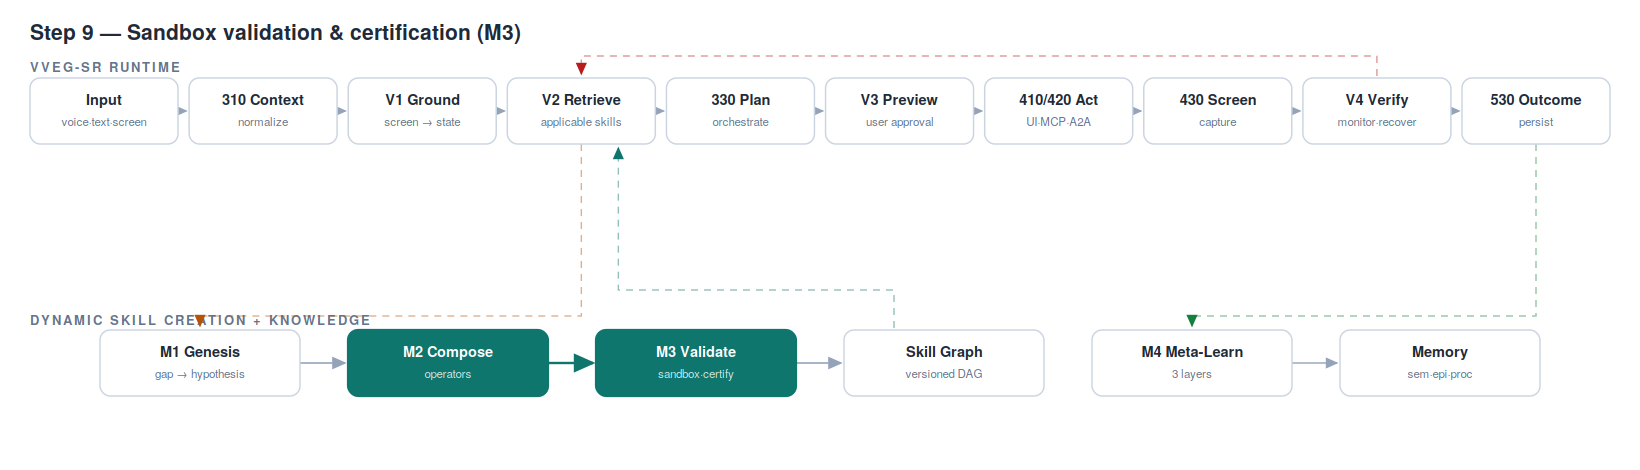 Step 9 — Sandbox validation & certification (M3)
VVEG-SR RUNTIME
Input
voice·text·screen
310 Context
normalize
V1 Ground
screen → state
V2 Retrieve
applicable skills
330 Plan
orchestrate
V3 Preview
user approval
410/420 Act
UI·MCP·A2A
430 Screen
capture
V4 Verify
monitor·recover
530 Outcome
persist
DYNAMIC SKILL CREATION + KNOWLEDGE
M1 Genesis
gap → hypothesis
M2 Compose
operators
M3 Validate
sandbox·certify
Skill Graph
versioned DAG
M4 Meta-Learn
3 layers
Memory
sem·epi·proc